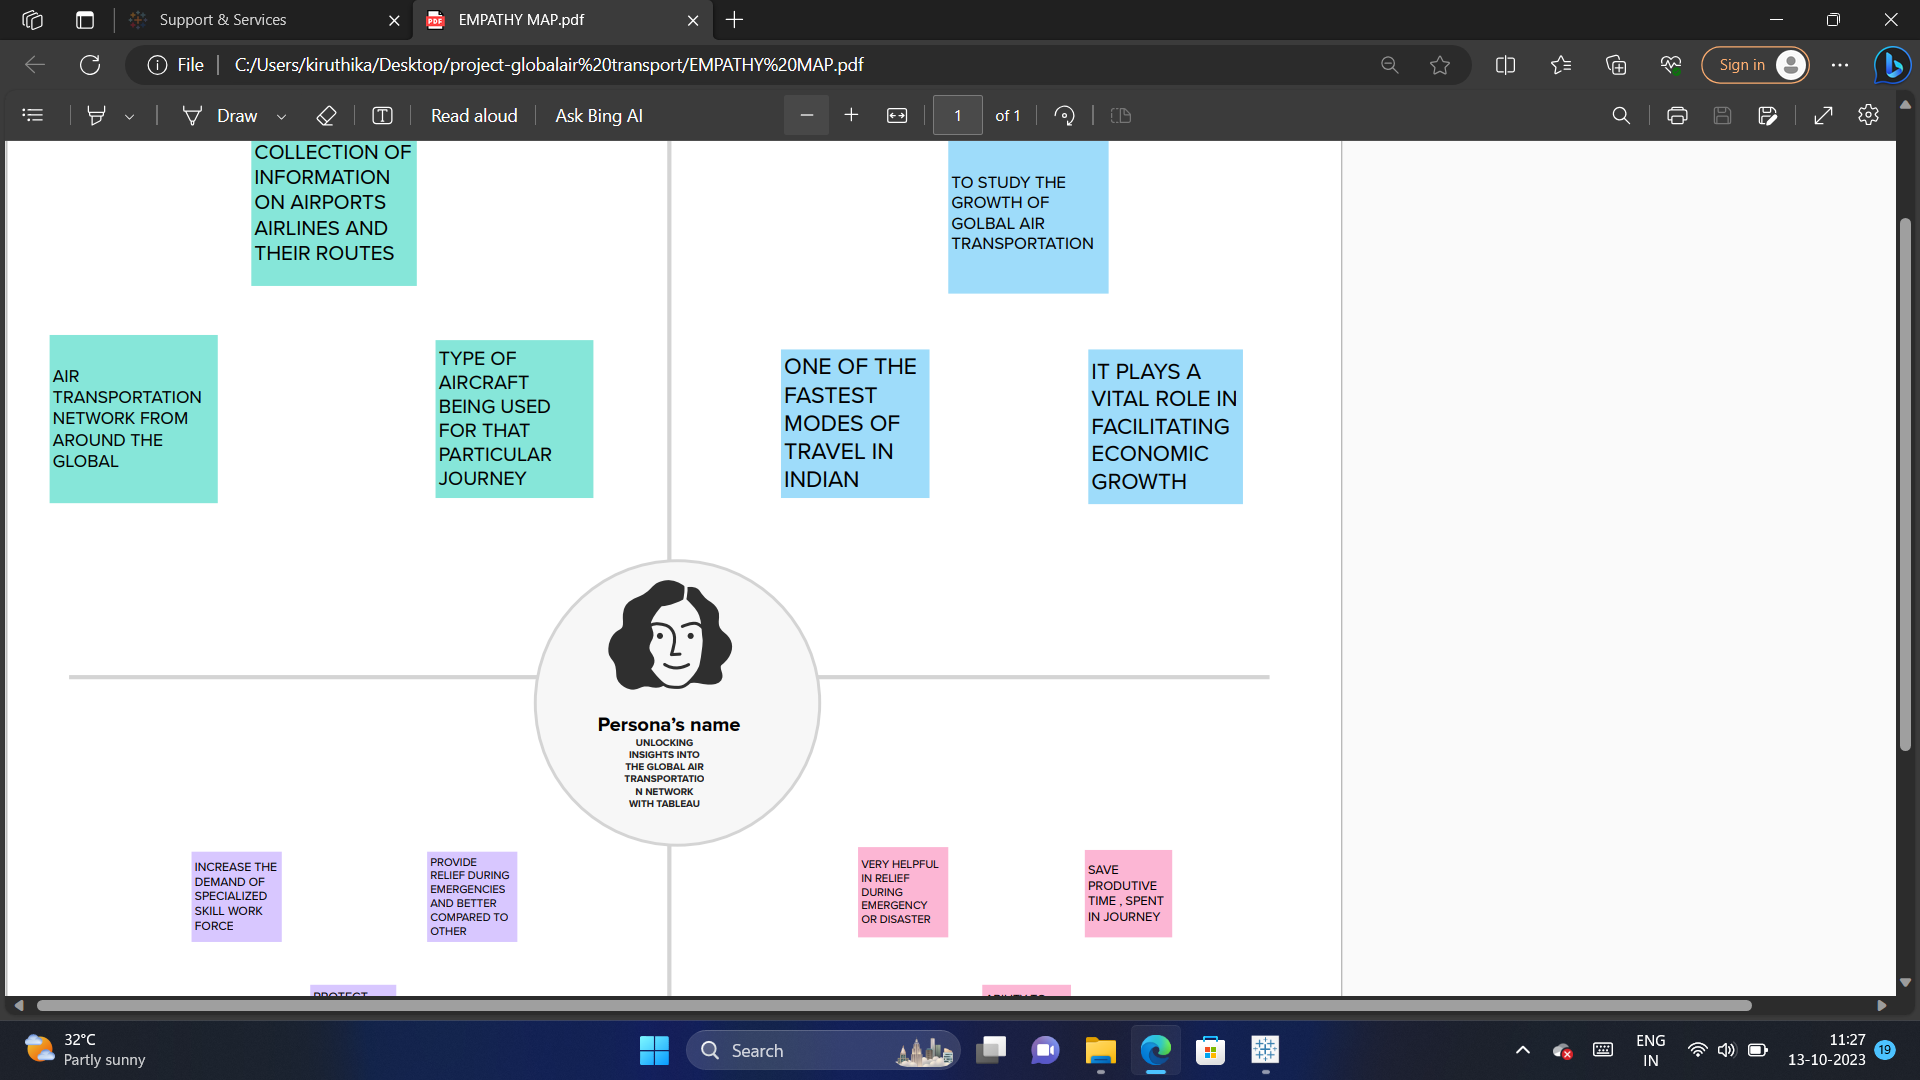 Support & Services
EMPATHY MAP.pdf
File
C:/Users/kiruthika/Desktop/project-globalair%20transport/EMPATHY%20MAP.pdf
Sign in
Draw
Read aloud
Ask Bing AI
1
of 1
COLLECTION OF
INFORMATION
ON AIRPORTS
AIRLINES AND
THEIR ROUTES
TO STUDY THE
GROWTH OF
GOLBAL AIR
TRANSPORTATION
AIR
TRANSPORTATION
NETWORK FROM
AROUND THE
GLOBAL
TYPE OF
AIRCRAFT
BEING USED
FOR THAT
PARTICULAR
JOURNEY
ONE OF THE
FASTEST
MODES OF
TRAVEL IN
INDIAN
IT PLAYS A
VITAL ROLE IN
FACILITATING
ECONOMIC
GROWTH
Persona's name
UNLOCKING
INSIGHTS INTO
THE GLOBAL AIR
TRANSPORTATIO
N NETWORK
WITH TABLEAU
INCREASE THE
DEMAND OF
SPECIALIZED
SKILL WORK
FORCE
PROVIDE
RELIEF DURING
EMERGENCIES
AND BETTER
COMPARED TO
OTHER
VERY HELPFUL
IN RELIEF
DURING
EMERGENCY
OR DISASTER
SAVE
PRODUTIVE
TIME , SPENT
IN JOURNEY
PROTECT
ABILITY TO
32°C
Partly sunny
Search
ENG
IN
11:27
13-10-2023
19